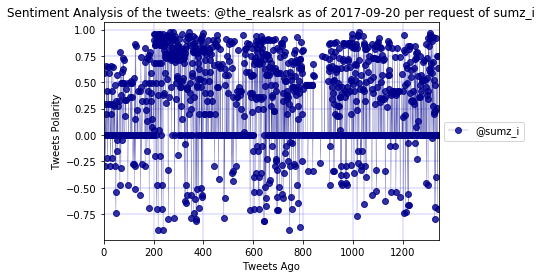 Sentiment Analysis of the tweets: @the_realsrk as of 2017-09-20 per request of sumz_i
1.00
0.75
0.50
0.25
0.00
−0.25
−0.50
−0.75
Tweets Polarity
@sumz_i
0 200 400 600 800 1000 1200
Tweets Ago